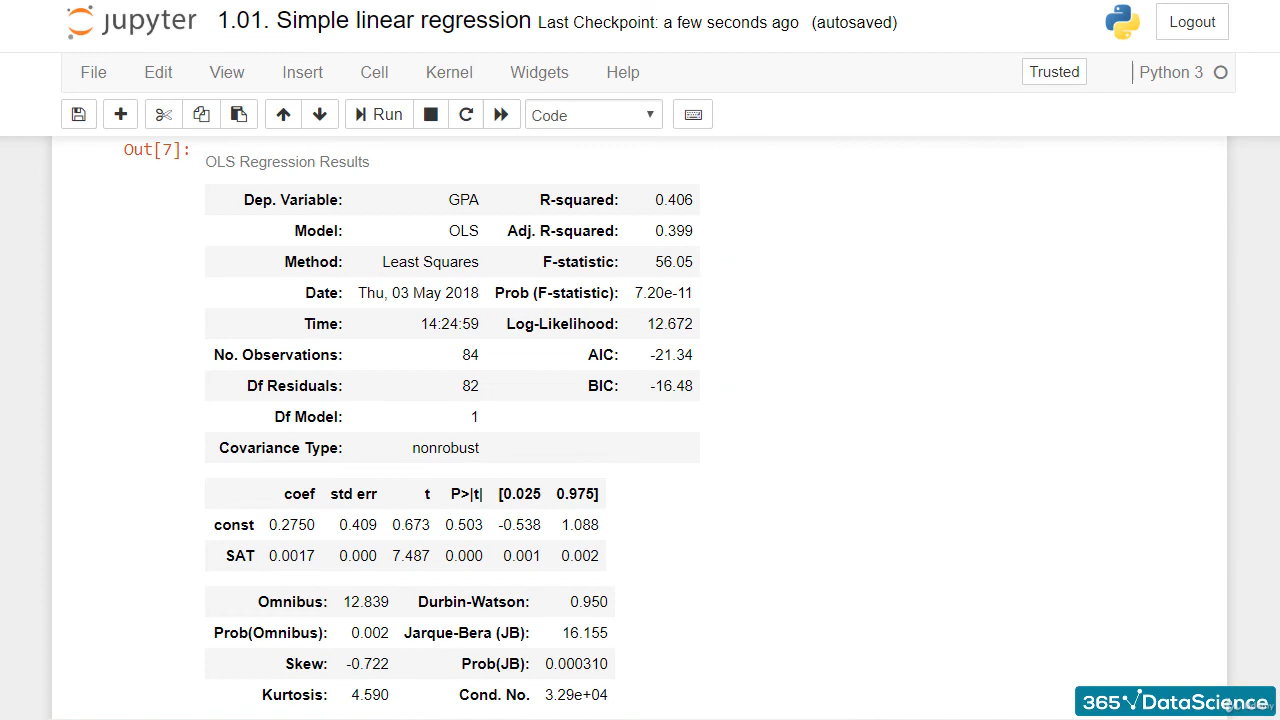 jupyter 1.01. Simple linear regression Last Checkpoint: a few seconds ago (autosaved) Logout
File Edit View Insert Cell Kernel Widgets Help Trusted Python 3
Run Code
Out[7]:
OLS Regression Results
Dep. Variable: GPA R-squared: 0.406
Model: OLS Adj. R-squared: 0.399
Method: Least Squares F-statistic: 56.05
Date: Thu, 03 May 2018 Prob (F-statistic): 7.20e-11
Time: 14:24:59 Log-Likelihood: 12.672
No. Observations: 84 AIC: -21.34
Df Residuals: 82 BIC: -16.48
Df Model: 1
Covariance Type: nonrobust
coef std err t P>|t| [0.025 0.975]
const 0.2750 0.409 0.673 0.503 -0.538 1.088
SAT 0.0017 0.000 7.487 0.000 0.001 0.002
Omnibus: 12.839 Durbin-Watson: 0.950
Prob(Omnibus): 0.002 Jarque-Bera (JB): 16.155
Skew: -0.722 Prob(JB): 0.000310
Kurtosis: 4.590 Cond. No. 3.29e+04
365 DataScience